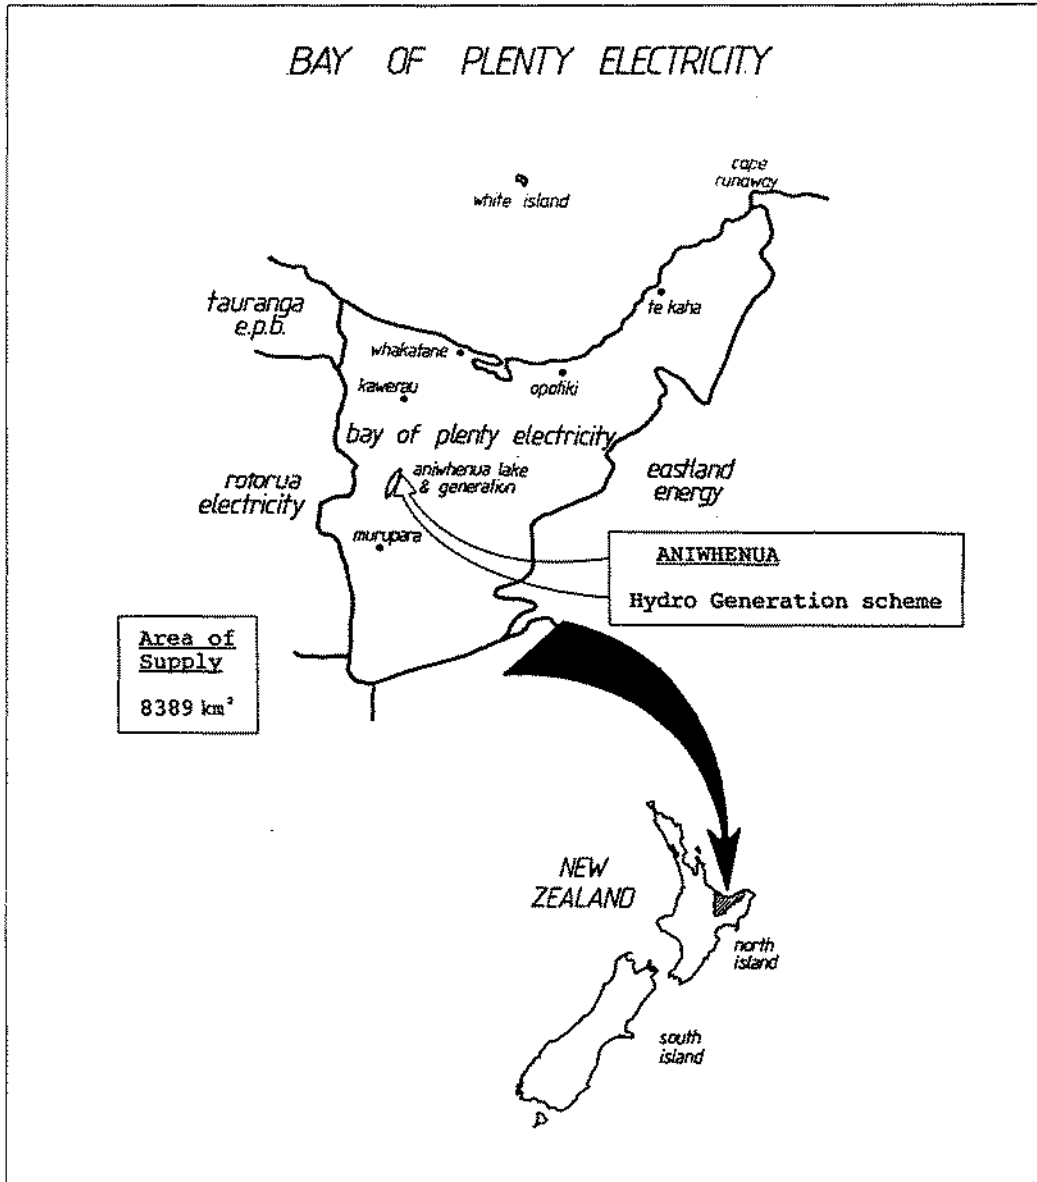 BAY OF PLENTY ELECTRICITY
cape
runaway
white island
te kaha
tauranga
e.p.b.
whakatane
opotiki
kawerau
bay of plenty electricity
aniwhenua lake
& generation
eastland
energy
rotorua
electricity
murupara
ANIWHENUA
Hydro Generation scheme
Area of
Supply
8389 km²
NEW
ZEALAND
north
island
south
island